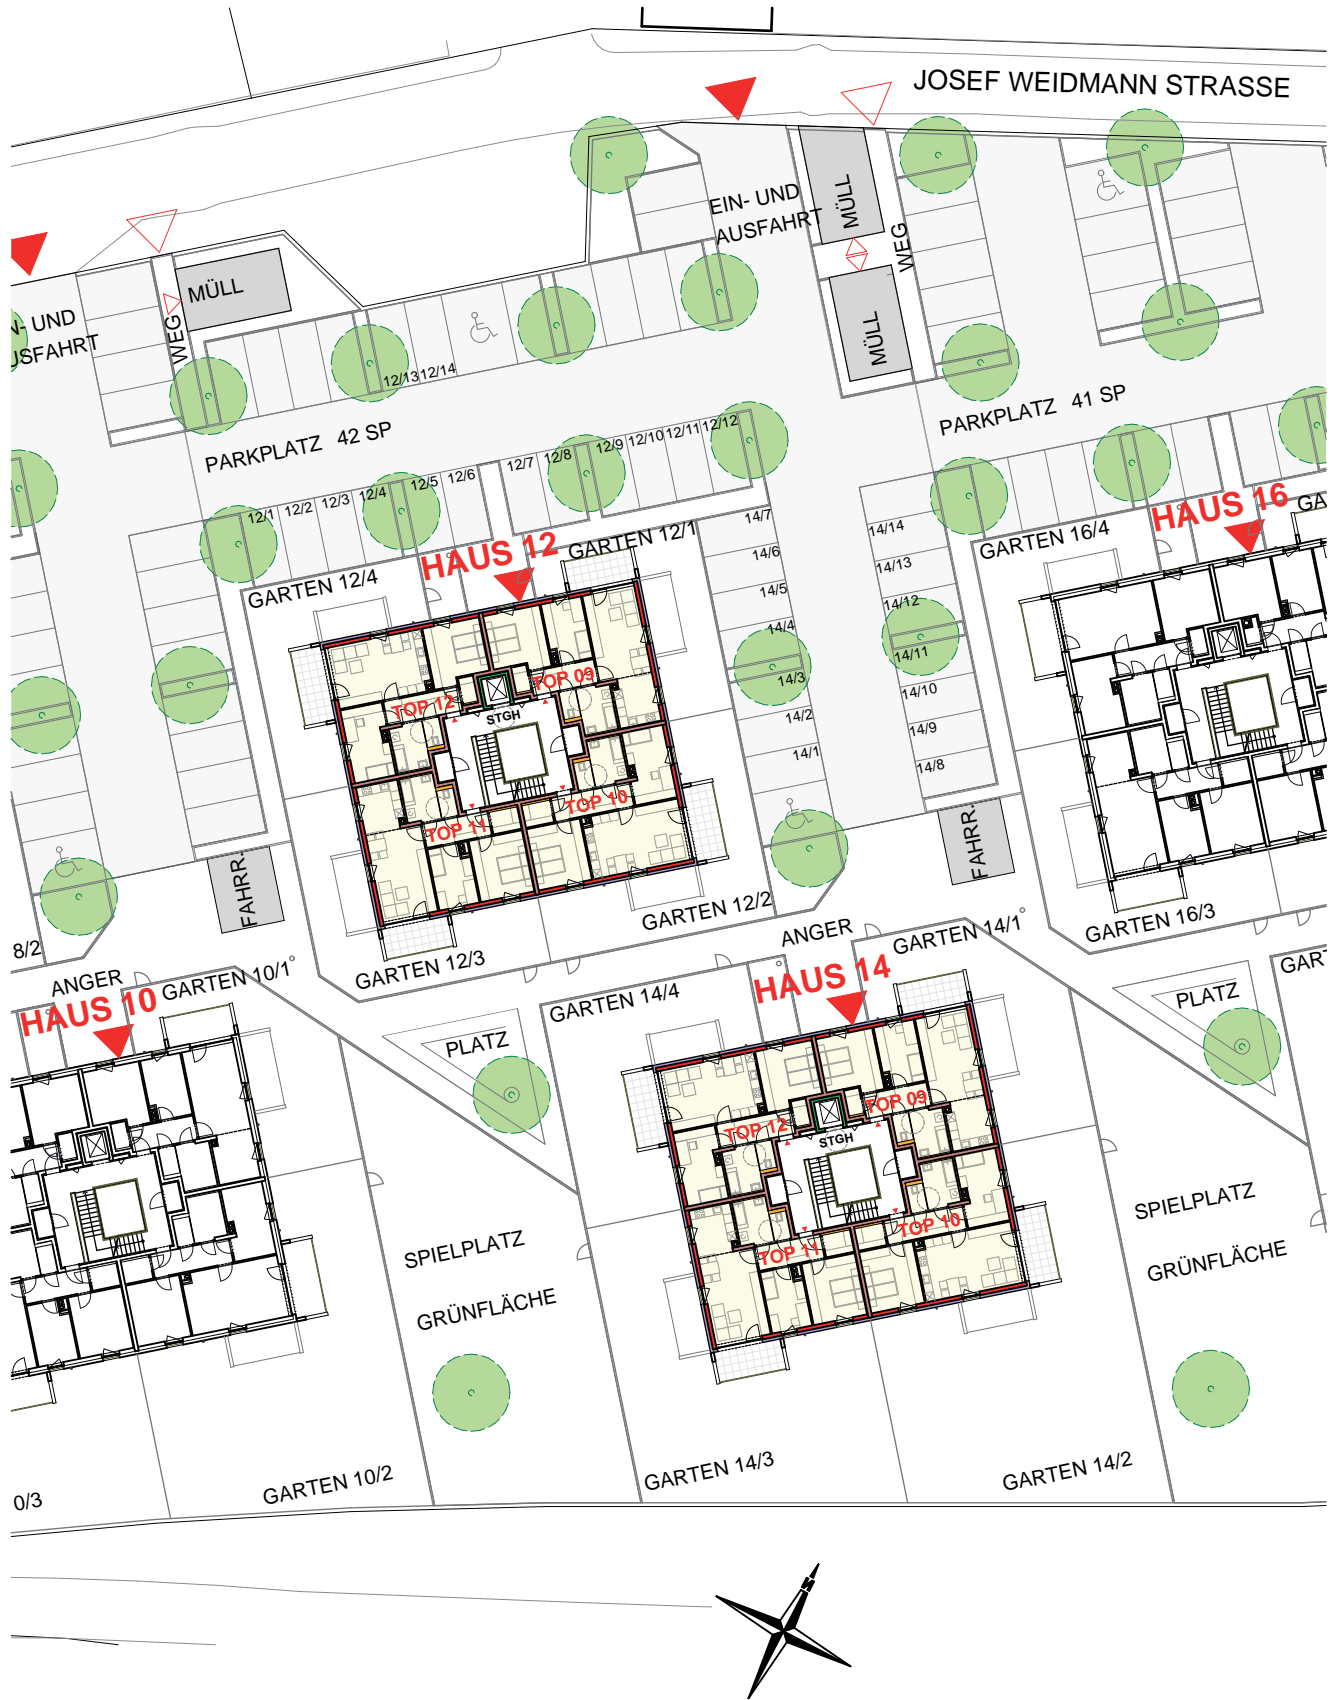 JOSEF WEIDMANN STRASSE
EIN- UND
AUSFAHRT
MÜLL
WEG
MÜLL
MÜLL
WEG
N- UND
USFAHRT
12/13
12/14
PARKPLATZ 42 SP
PARKPLATZ 41 SP
12/1
12/2
12/3
12/4
12/5
12/6
12/7
12/8
12/9
12/10
12/11
12/12
HAUS 12
GARTEN 12/1
GARTEN 12/4
14/7
14/6
14/5
14/4
14/3
14/2
14/1
14/14
14/13
14/12
14/11
14/10
14/9
14/8
HAUS 16
GA
GARTEN 16/4
TOP 12
TOP 09
STGH
TOP 11
TOP 10
FAHRR.
FAHRR.
GARTEN 12/2
GARTEN 12/3
8/2
ANGER
ANGER
GARTEN 10/1
GARTEN 14/1
GARTEN 16/3
GART
HAUS 10
HAUS 14
GARTEN 14/4
PLATZ
PLATZ
TOP 12
TOP 09
STGH
TOP 11
TOP 10
SPIELPLATZ
GRÜNFLÄCHE
SPIELPLATZ
GRÜNFLÄCHE
0/3
GARTEN 10/2
GARTEN 14/3
GARTEN 14/2
N